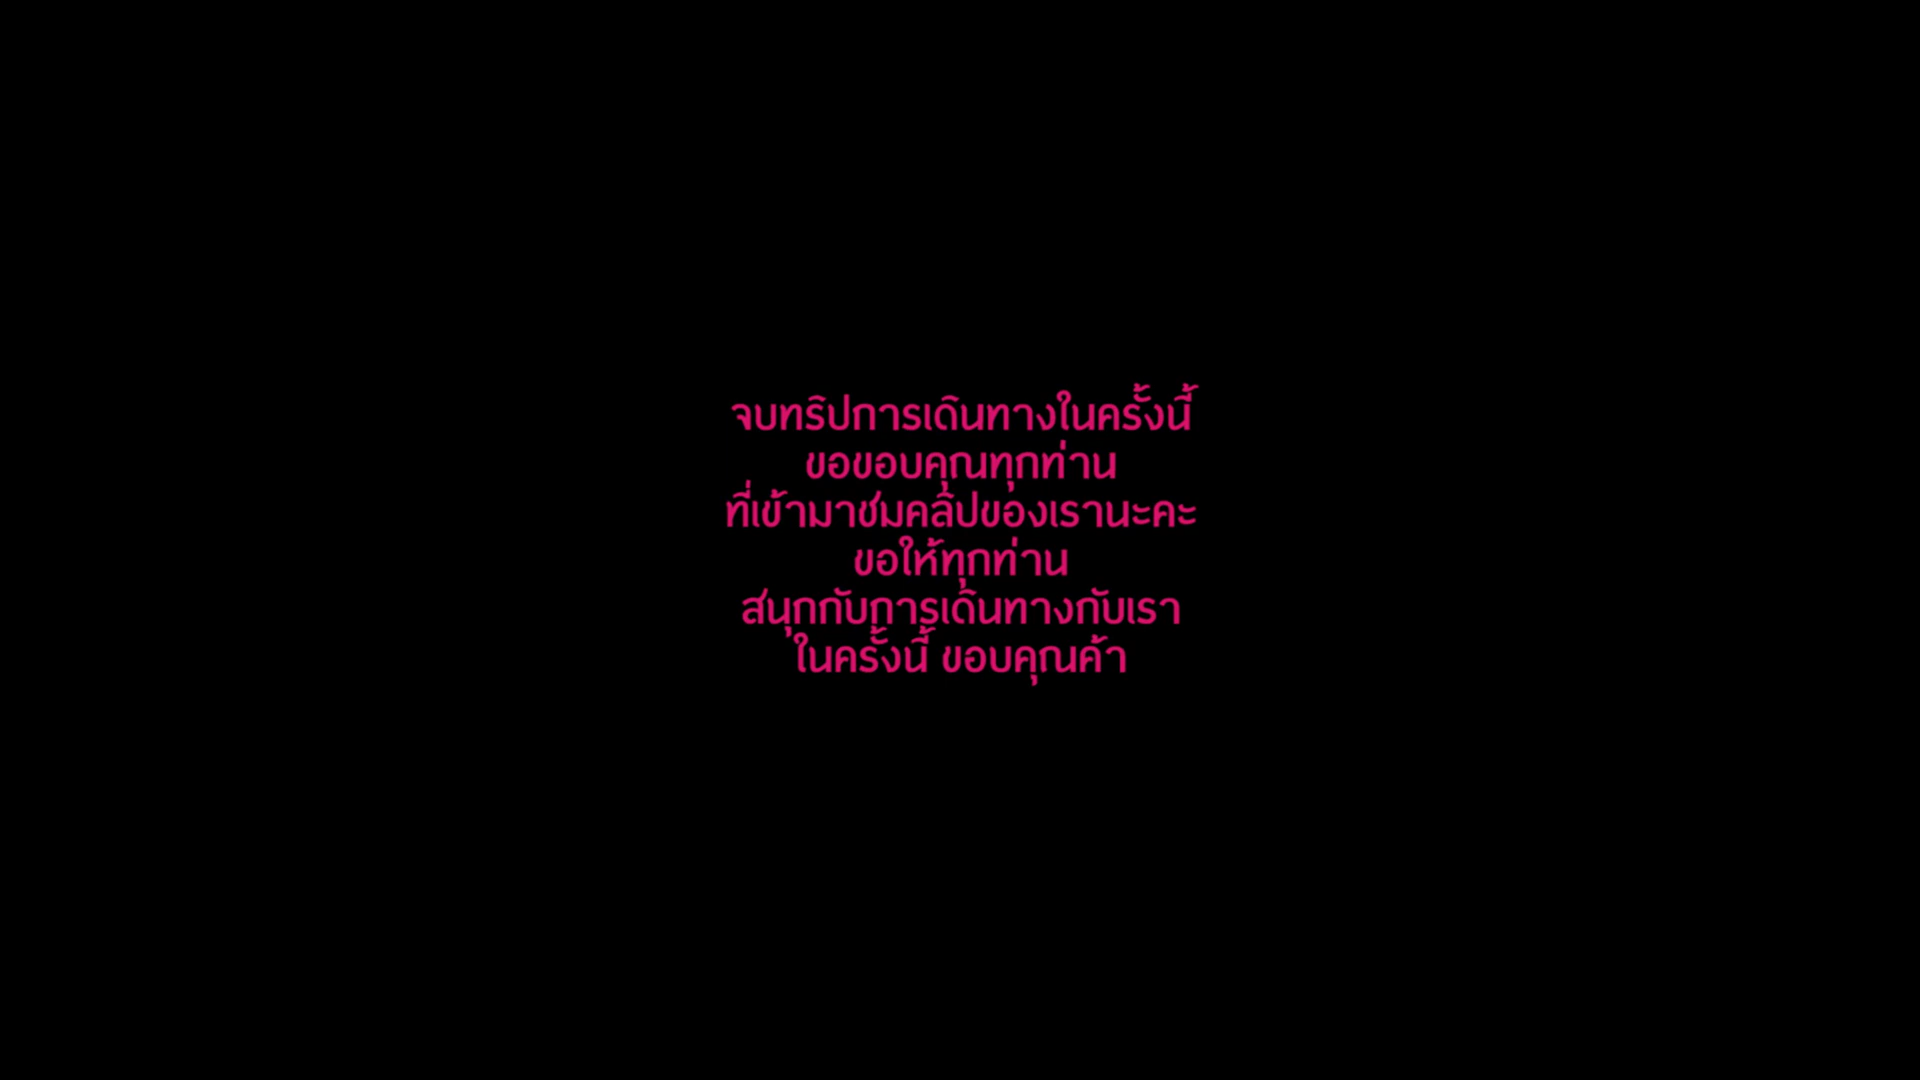 จบทริปการเดินทางในครั้งนี้
ขอขอบคุณทุกท่าน
ที่เข้ามาชมคลิปของเรานะคะ
ขอให้ทุกท่าน
สนุกกับการเดินทางกับเรา
ในครั้งนี้ ขอบคุณค้า